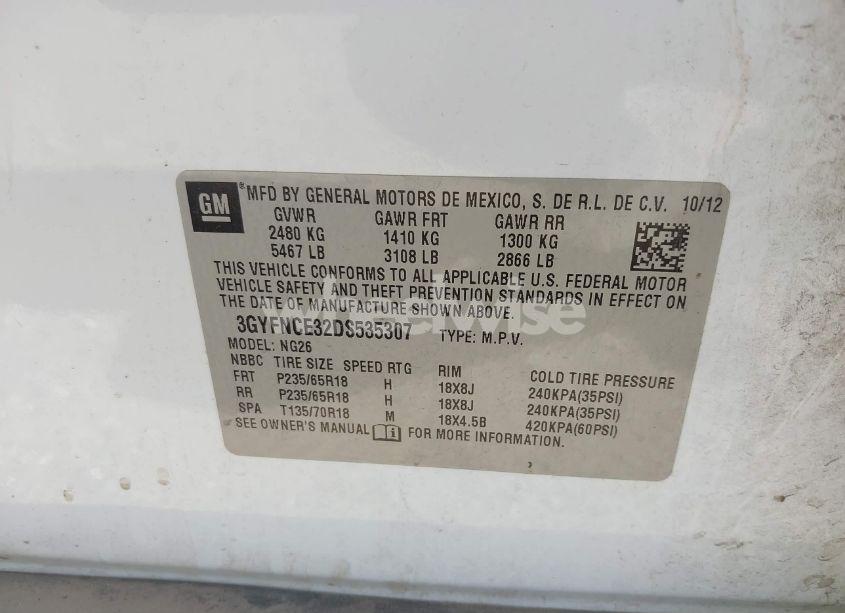 GM ® MFD BY GENERAL MOTORS DE MEXICO, S. DE R.L. DE C.V. 10/12
GVWR GAWR FRT GAWR RR
2480 KG 1410 KG 1300 KG
5467 LB 3108 LB 2866 LB
THIS VEHICLE CONFORMS TO ALL APPLICABLE U.S. FEDERAL MOTOR
VEHICLE SAFETY AND THEFT PREVENTION STANDARDS IN EFFECT ON
THE DATE OF MANUFACTURE SHOWN ABOVE.
3GYFNCE32DS535307 TYPE: M.P.V.
MODEL: NG26
NBBC TIRE SIZE SPEED RTG RIM COLD TIRE PRESSURE
FRT P235/65R18 H 18X8J 240KPA(35PSI)
RR P235/65R18 H 18X8J 240KPA(35PSI)
SPA T135/70R18 M 18X4.5B 420KPA(60PSI)
SEE OWNER'S MANUAL FOR MORE INFORMATION.
wheelwise